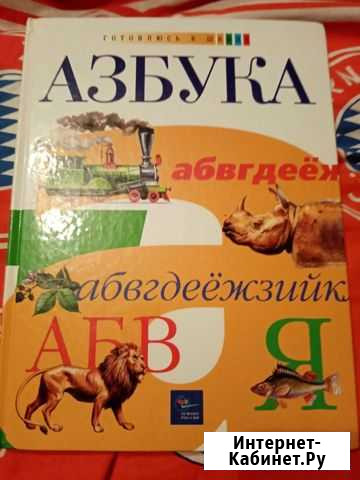 ГОТОВЛЮСЬ К ШКОЛЕ
АЗБУКА
абвгдеёж
абвгдеёжзийк
АБВ
Я
Интернет-
Кабинет.Ру